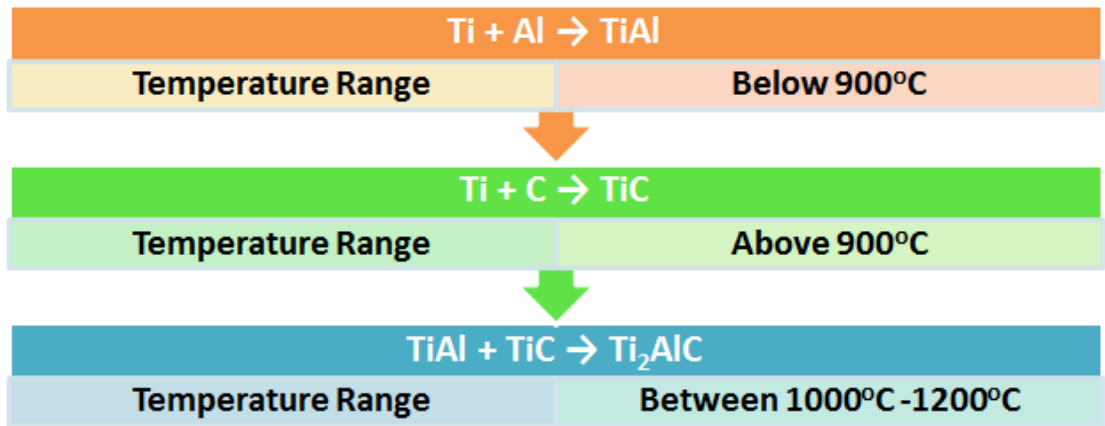 Ti + Al → TiAl
Temperature Range Below 900°C
Ti + C → TiC
Temperature Range Above 900°C
TiAl + TiC → Ti₂AlC
Temperature Range Between 1000°C -1200°C